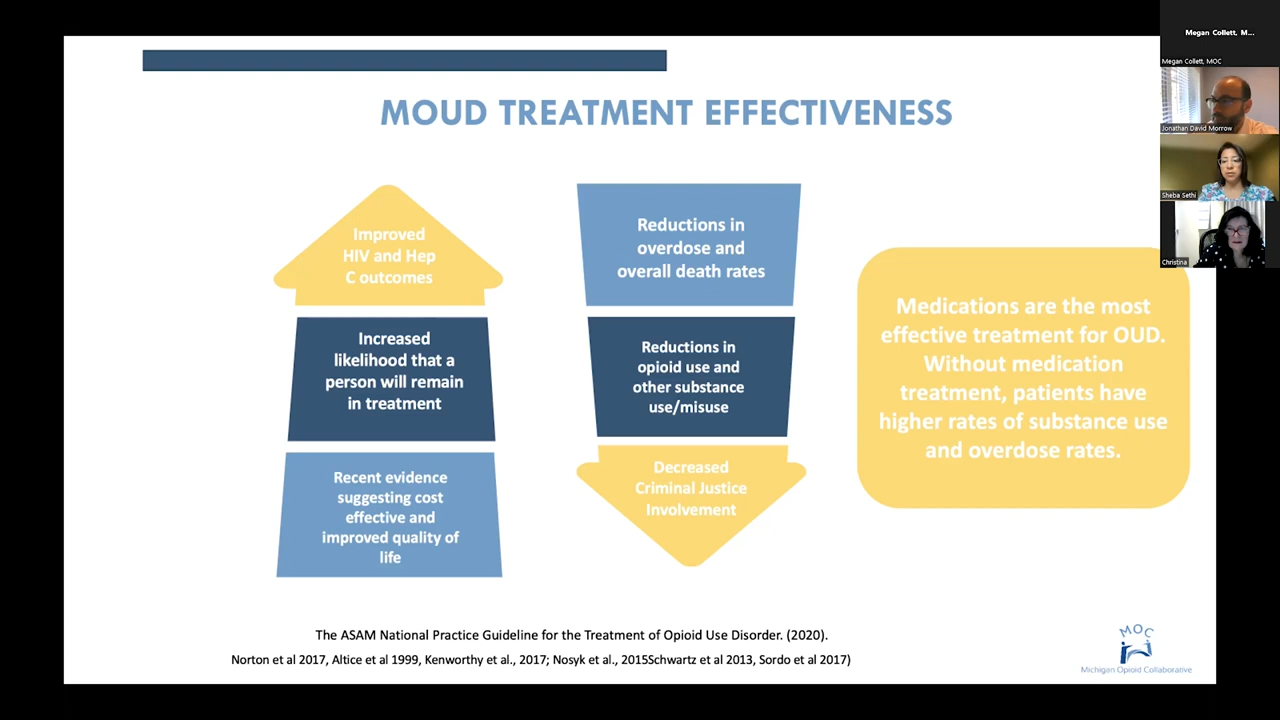 MOUD TREATMENT EFFECTIVENESS
Improved
HIV and Hep
C outcomes
Increased
likelihood that a
person will remain
in treatment
Recent evidence
suggesting cost
effective and
improved quality of
life
Reductions in
overdose and
overall death rates
Reductions in
opioid use and
other substance
use/misuse
Decreased
Criminal Justice
Involvement
Medications are the most
effective treatment for OUD.
Without medication
treatment, patients have
higher rates of substance use
and overdose rates.
The ASAM National Practice Guideline for the Treatment of Opioid Use Disorder. (2020).
Norton et al 2017, Altice et al 1999, Kenworthy et al., 2017; Nosyk et al., 2015Schwartz et al 2013, Sordo et al 2017)
MOC
Michigan Opioid Collaborative
Megan Collett, M...
Megan Collett, MOC
Jonathan David Morrow
Sheba Sethi
Christina